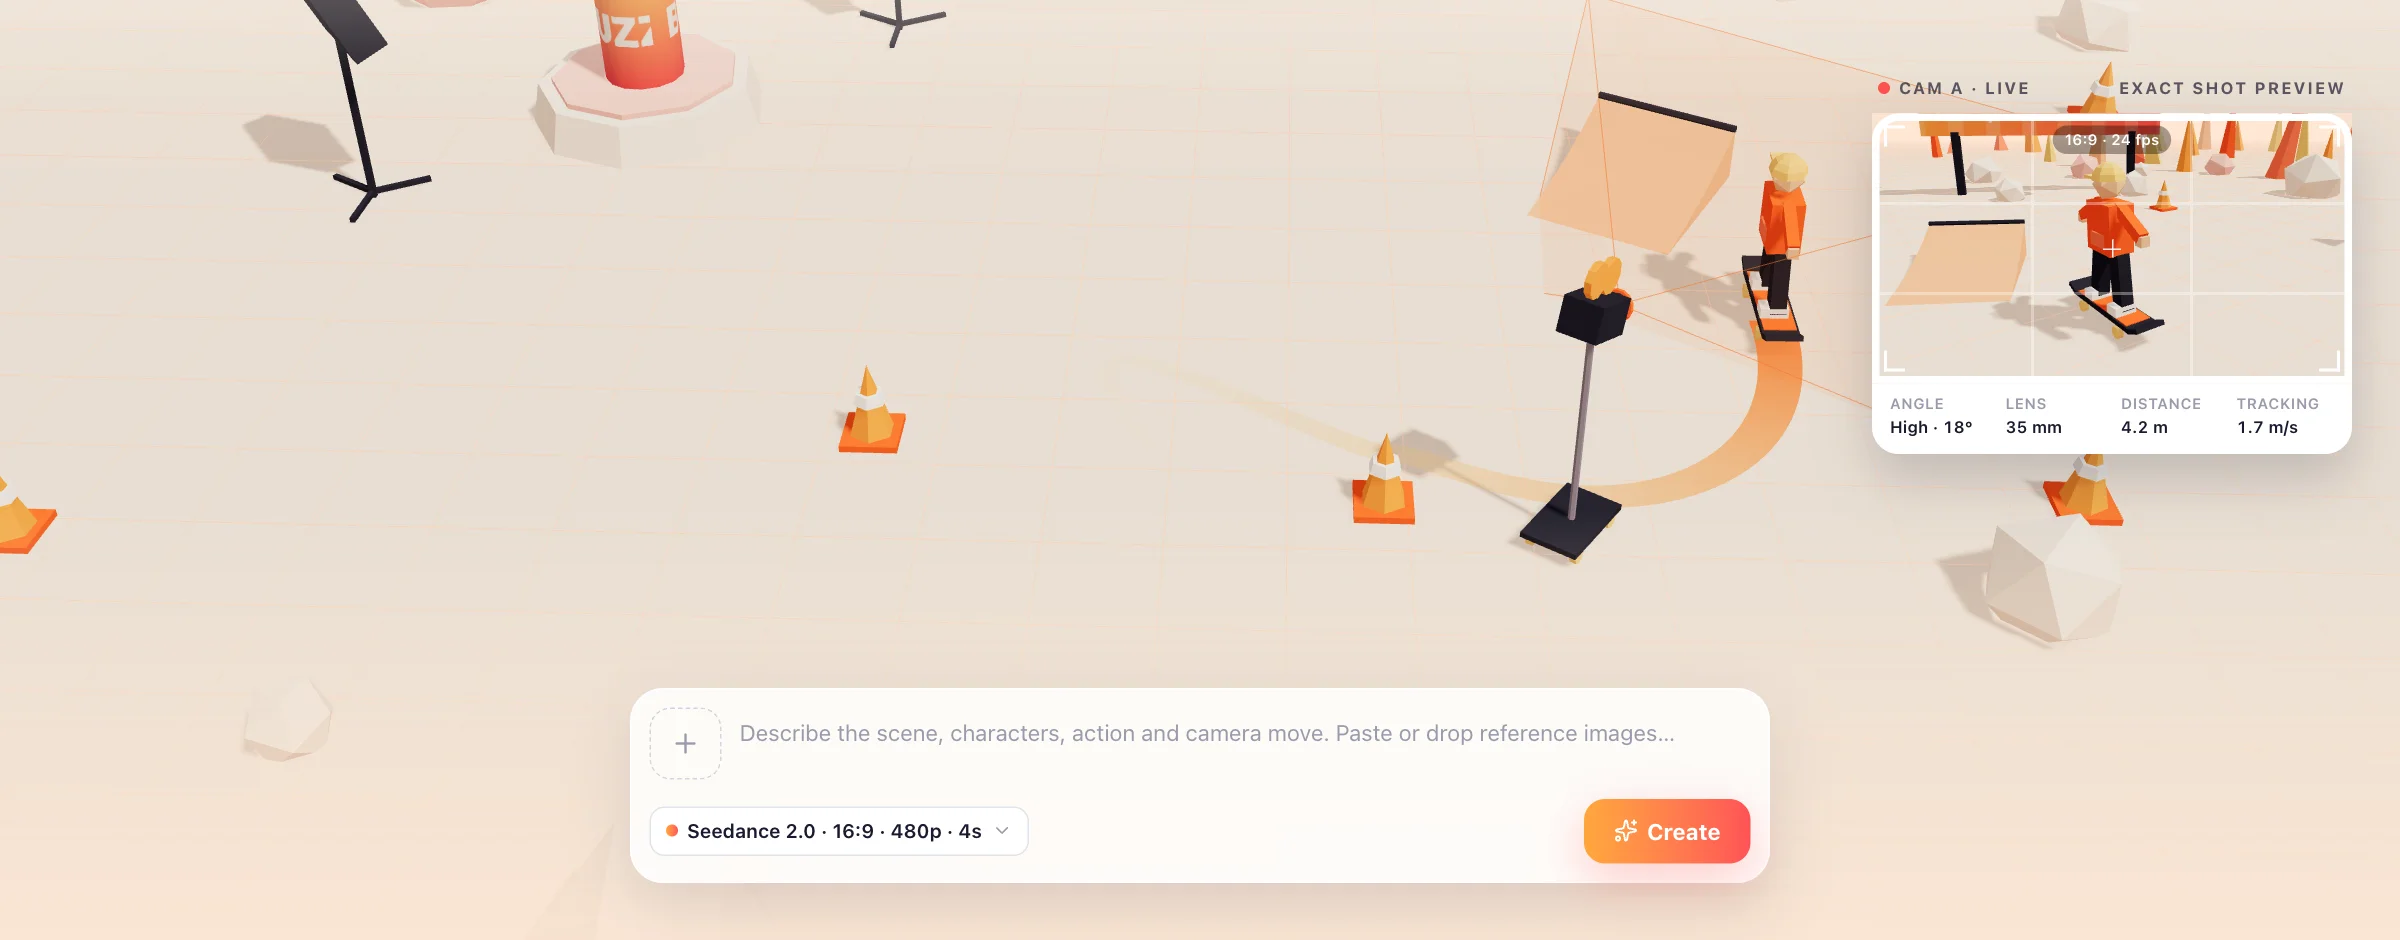 CAM A · LIVE
EXACT SHOT PREVIEW
16:9 · 24 fps
ANGLE LENS DISTANCE TRACKING
High · 18° 35 mm 4.2 m 1.7 m/s
Describe the scene, characters, action and camera move. Paste or drop reference images...
Seedance 2.0 · 16:9 · 480p · 4s
Create